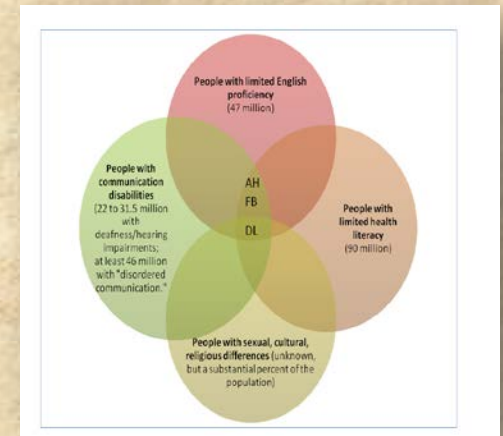 People with limited English
proficiency
(47 million)
People with
communication
disabilities
(22 to 31.5 million
with
deafness/hearing
impairments;
at least 46 million
with "disordered
communication."
AH
FB
DL
People with
limited health
literacy
(90 million)
People with sexual, cultural,
religious differences (unknown,
but a substantial percent of the
population)